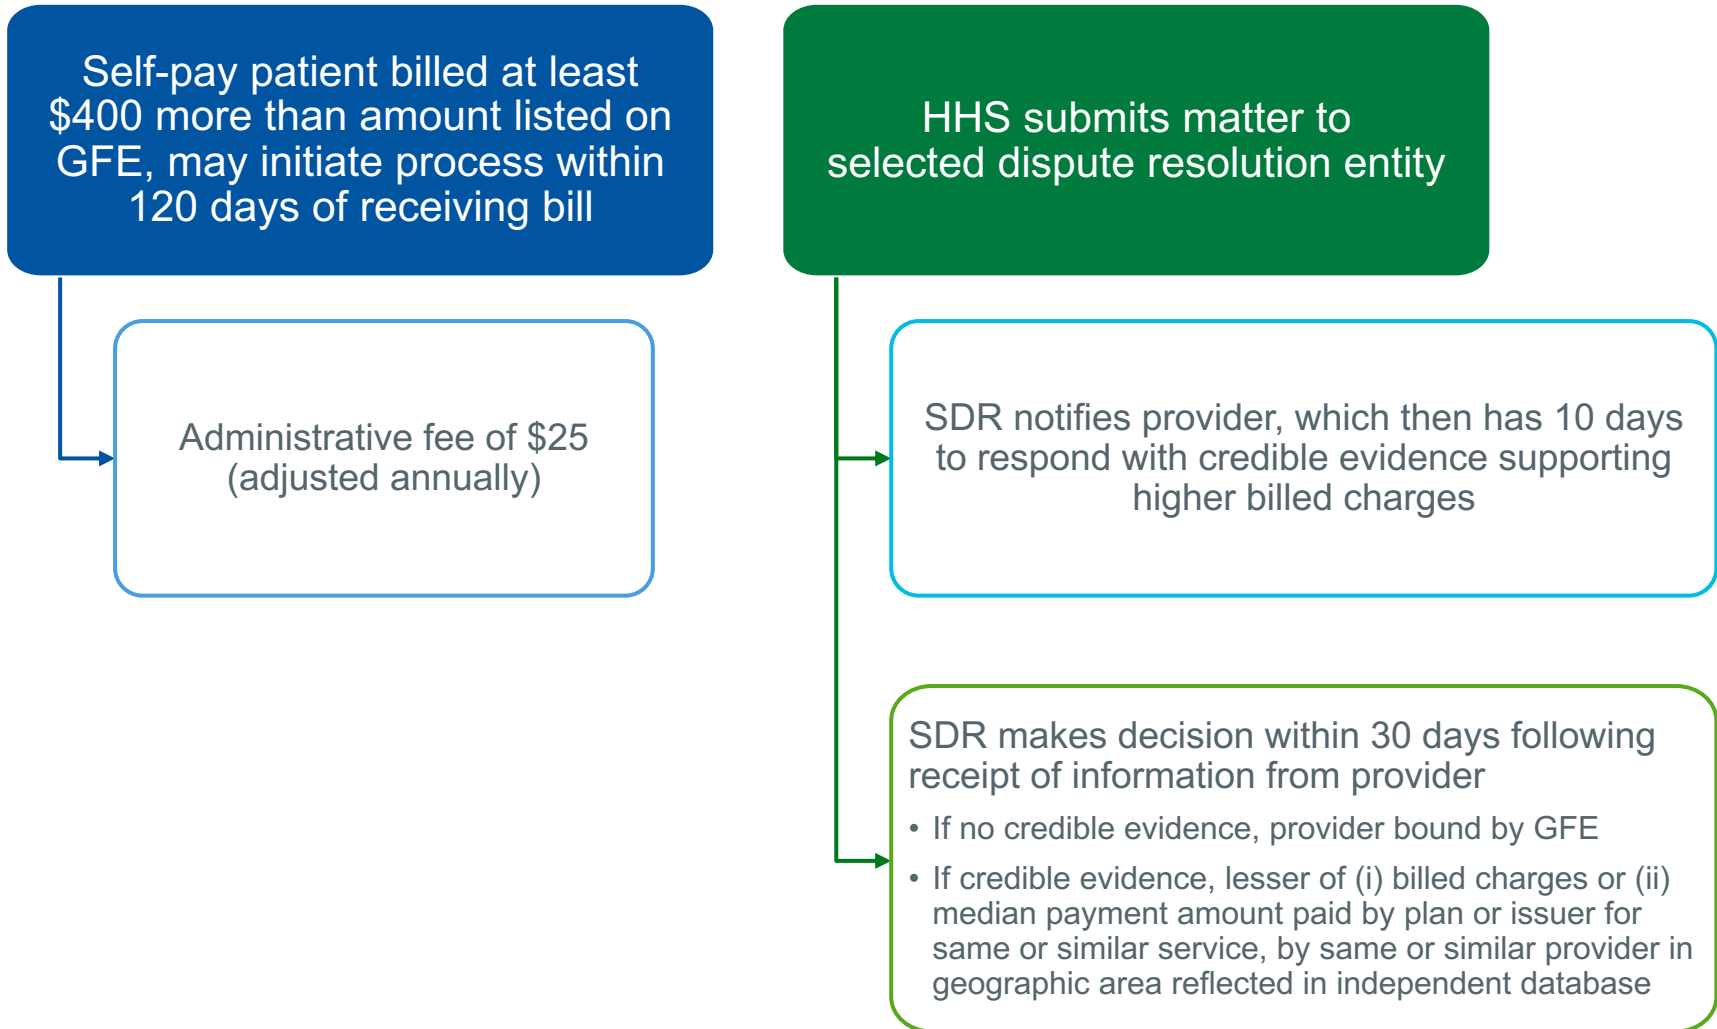 Self-pay patient billed at least
$400 more than amount listed on
GFE, may initiate process within
120 days of receiving bill
Administrative fee of $25
(adjusted annually)
HHS submits matter to
selected dispute resolution entity
SDR notifies provider, which then has 10 days
to respond with credible evidence supporting
higher billed charges
SDR makes decision within 30 days following
receipt of information from provider
• If no credible evidence, provider bound by GFE
• If credible evidence, lesser of (i) billed charges or (ii)
median payment amount paid by plan or issuer for
same or similar service, by same or similar provider in
geographic area reflected in independent database